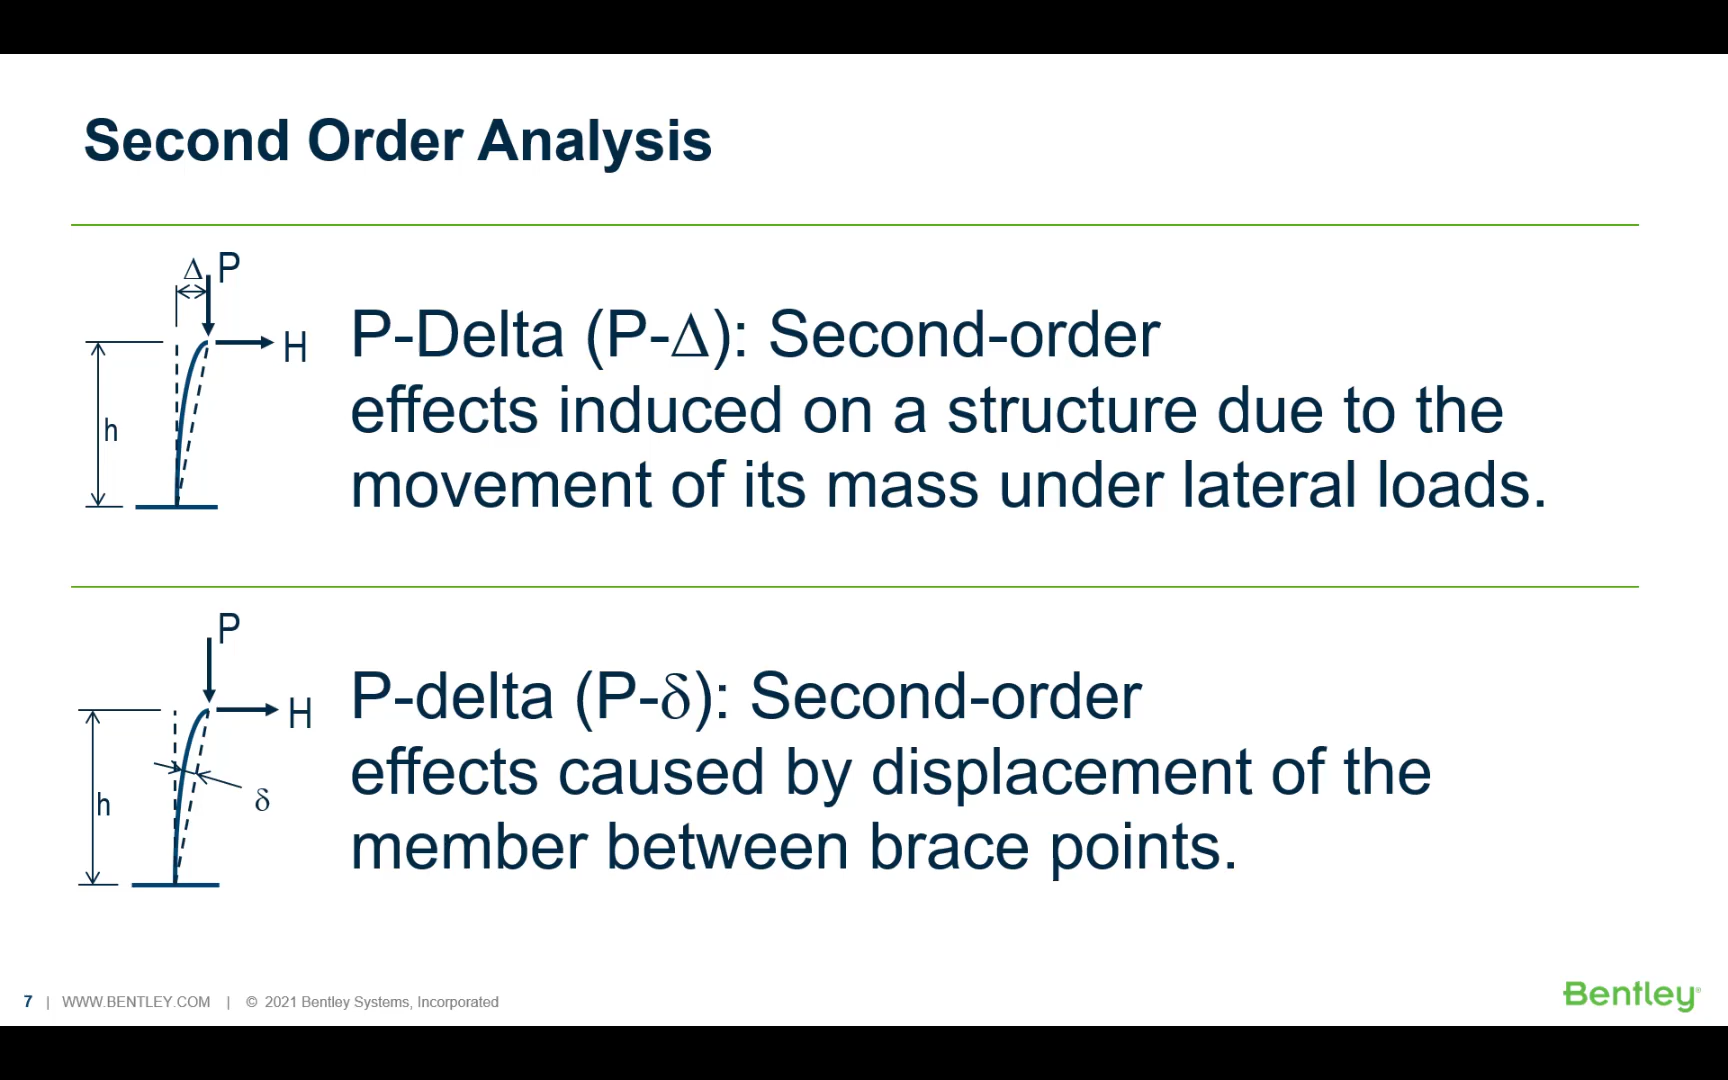 Second Order Analysis
Δ P
H
h
P-Delta (P-Δ): Second-order
effects induced on a structure due to the
movement of its mass under lateral loads.
P
H
h
δ
P-delta (P-δ): Second-order
effects caused by displacement of the
member between brace points.
7 | WWW.BENTLEY.COM | © 2021 Bentley Systems, Incorporated
Bentley®